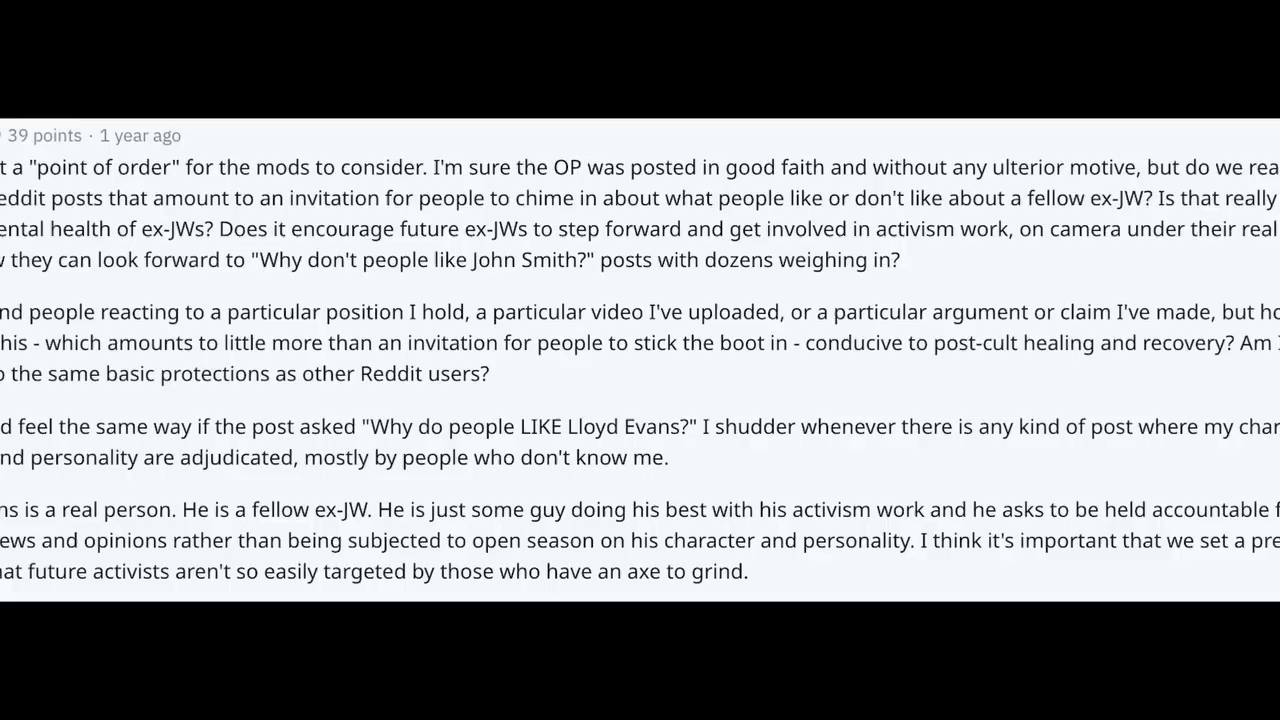 39 points · 1 year ago
t a "point of order" for the mods to consider. I'm sure the OP was posted in good faith and without any ulterior motive, but do we rea
eddit posts that amount to an invitation for people to chime in about what people like or don't like about a fellow ex-JW? Is that really
ental health of ex-JWs? Does it encourage future ex-JWs to step forward and get involved in activism work, on camera under their real
w they can look forward to "Why don't people like John Smith?" posts with dozens weighing in?
nd people reacting to a particular position I hold, a particular video I've uploaded, or a particular argument or claim I've made, but ho
his - which amounts to little more than an invitation for people to stick the boot in - conducive to post-cult healing and recovery? Am I
o the same basic protections as other Reddit users?
d feel the same way if the post asked "Why do people LIKE Lloyd Evans?" I shudder whenever there is any kind of post where my char
nd personality are adjudicated, mostly by people who don't know me.
ns is a real person. He is a fellow ex-JW. He is just some guy doing his best with his activism work and he asks to be held accountable f
ews and opinions rather than being subjected to open season on his character and personality. I think it's important that we set a pre
hat future activists aren't so easily targeted by those who have an axe to grind.